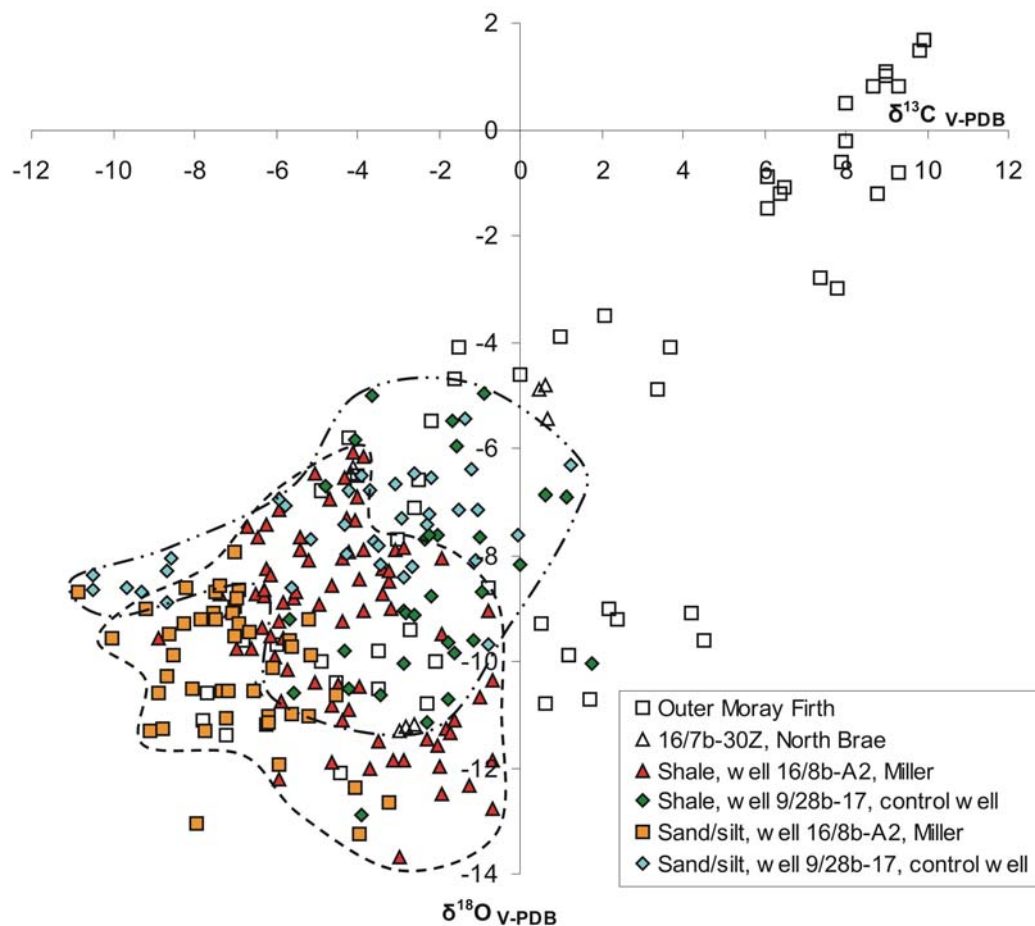 2
δ¹³C V-PDB
0
-12 -10 -8 -6 -4 -2 0 2 4 6 8 10 12
-2
-4
-6
-8
-10
-12
-14
Outer Moray Firth
16/7b-30Z, North Brae
Shale, well 16/8b-A2, Miller
Shale, well 9/28b-17, control well
Sand/silt, well 16/8b-A2, Miller
Sand/silt, well 9/28b-17, control well
δ¹⁸O V-PDB